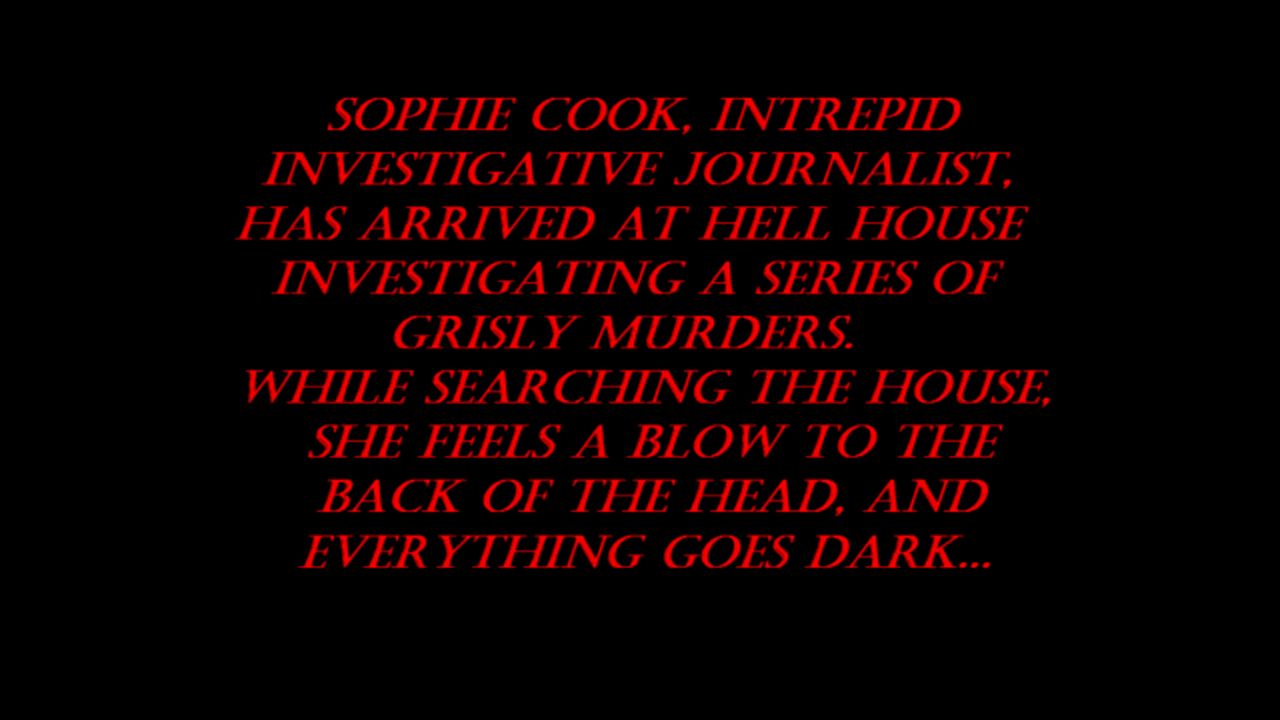 SOPHIE COOK, INTREPID
INVESTIGATIVE JOURNALIST,
HAS ARRIVED AT HELL HOUSE
INVESTIGATING A SERIES OF
GRISLY MURDERS.
WHILE SEARCHING THE HOUSE,
SHE FEELS A BLOW TO THE
BACK OF THE HEAD, AND
EVERYTHING GOES DARK...